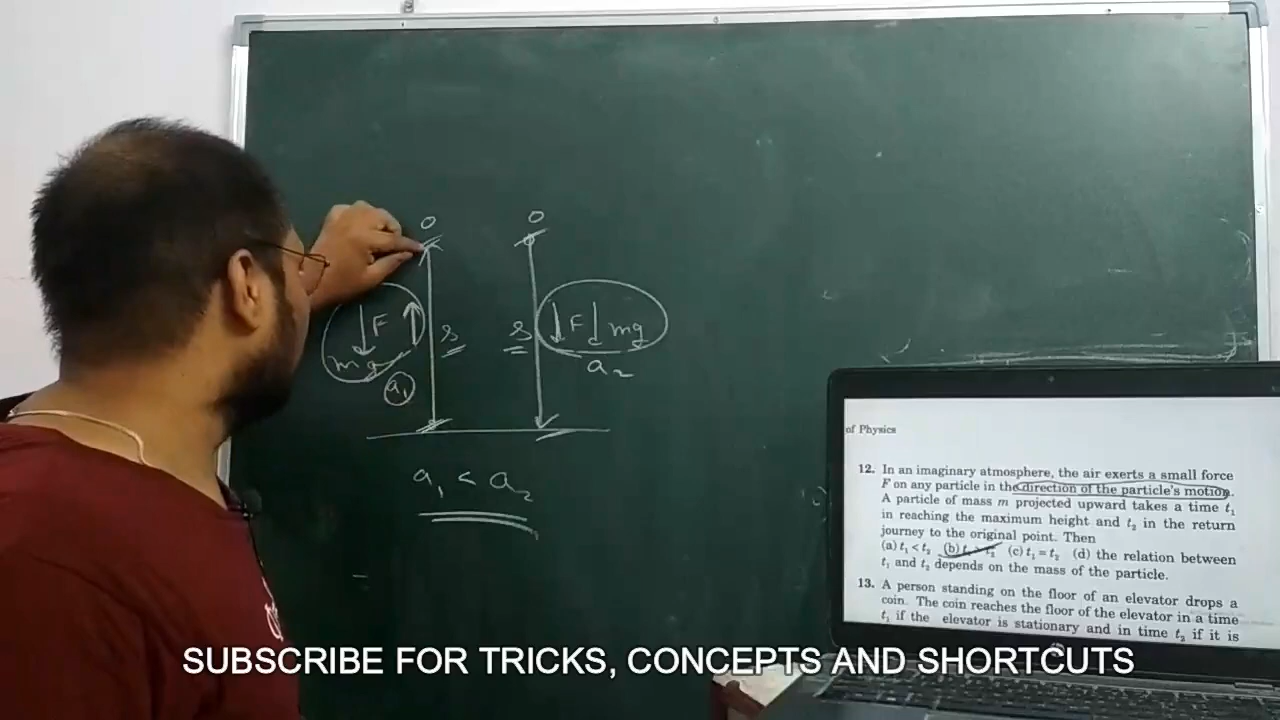 o o
F F mg
mg
s s
a₁ a₂
a₁ < a₂
of Physics
12. In an imaginary atmosphere, the air exerts a small force
F on any particle in the direction of the particle's motion.
A particle of mass m projected upward takes a time t₁
in reaching the maximum height and t₂ in the return
journey to the original point. Then
(a) t₁ < t₂ (b) t₁ > t₂ (c) t₁ = t₂ (d) the relation between
t₁ and t₂ depends on the mass of the particle.
13. A person standing on the floor of an elevator drops a
coin. The coin reaches the floor of the elevator in a time
t₁ if the elevator is stationary and in time t₂ if it is
SUBSCRIBE FOR TRICKS, CONCEPTS AND SHORTCUTS